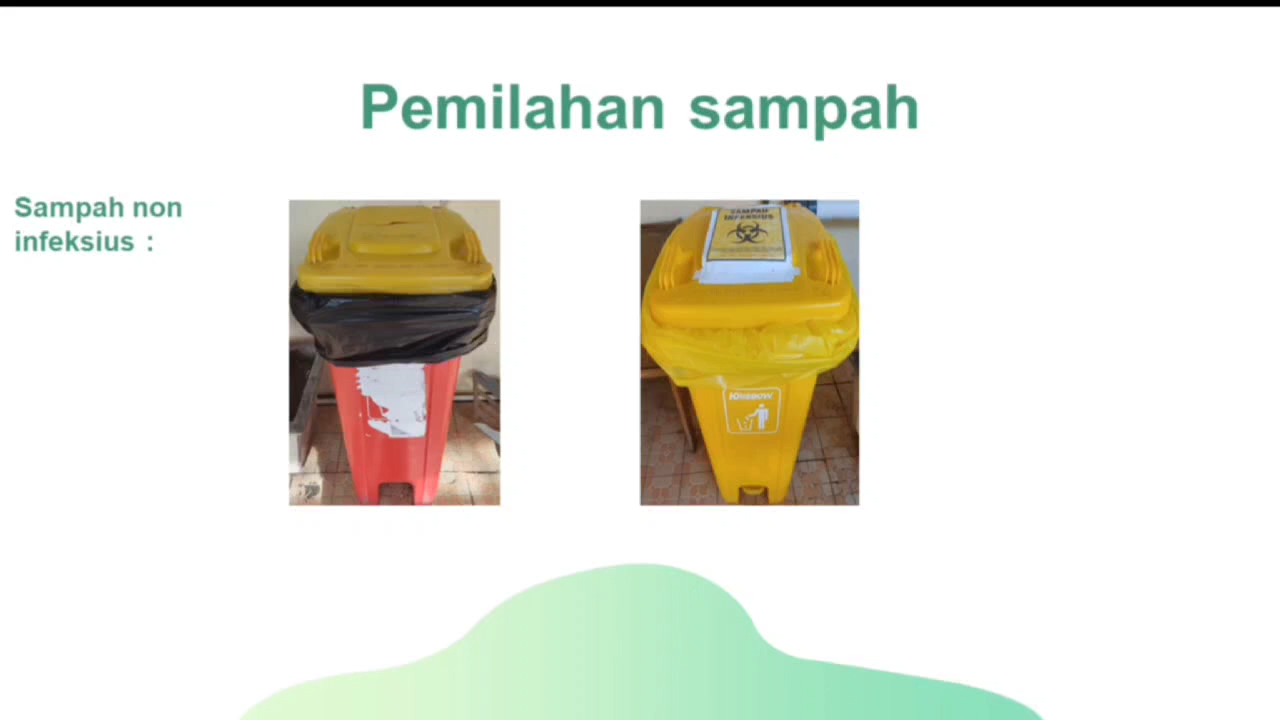 Pemilahan sampah
Sampah non
infeksius :
SAMPAH
INFEKSIUS
KRISBOW